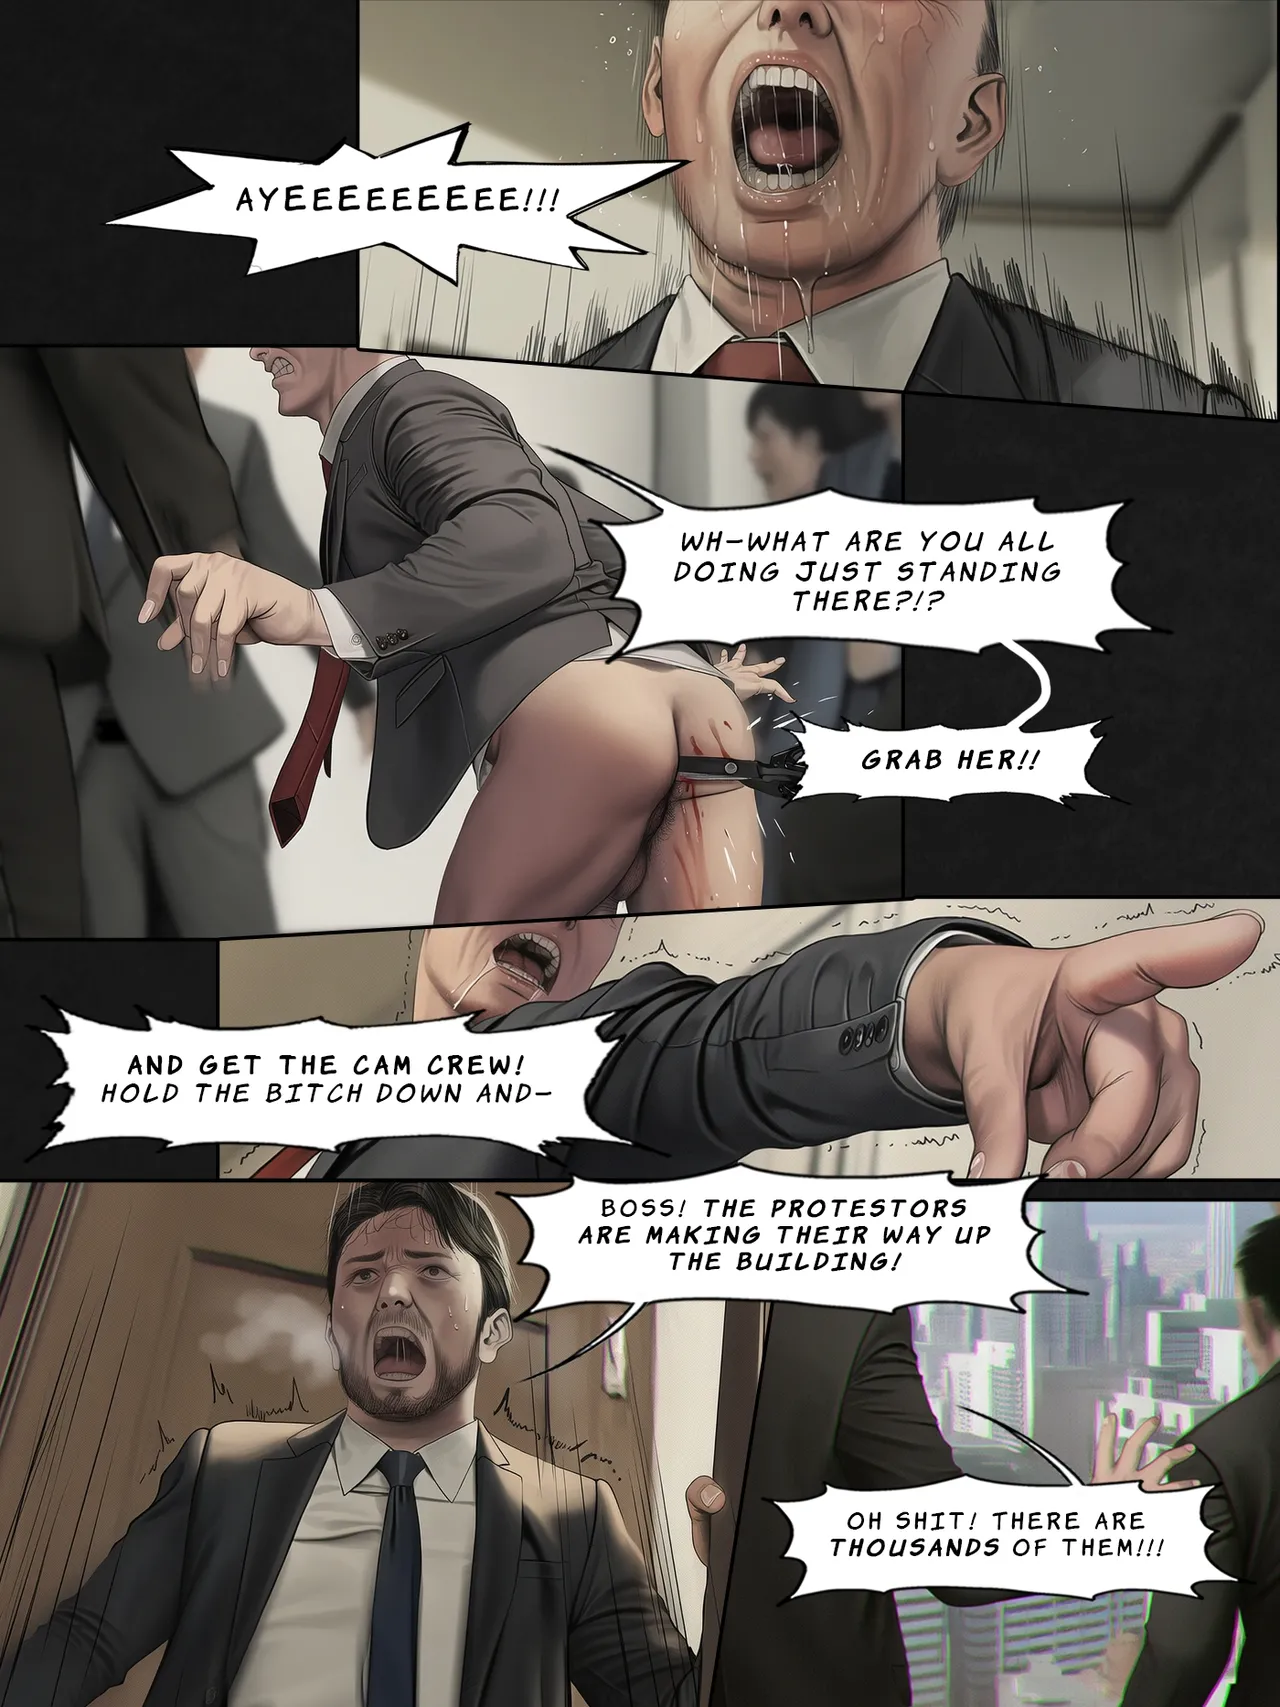 AYEEEEEEEEEE!!!
WH-WHAT ARE YOU ALL
DOING JUST STANDING
THERE?!?
GRAB HER!!
AND GET THE CAM CREW!
HOLD THE BITCH DOWN AND-
BOSS! THE PROTESTORS
ARE MAKING THEIR WAY UP
THE BUILDING!
OH SHIT! THERE ARE
THOUSANDS OF THEM!!!